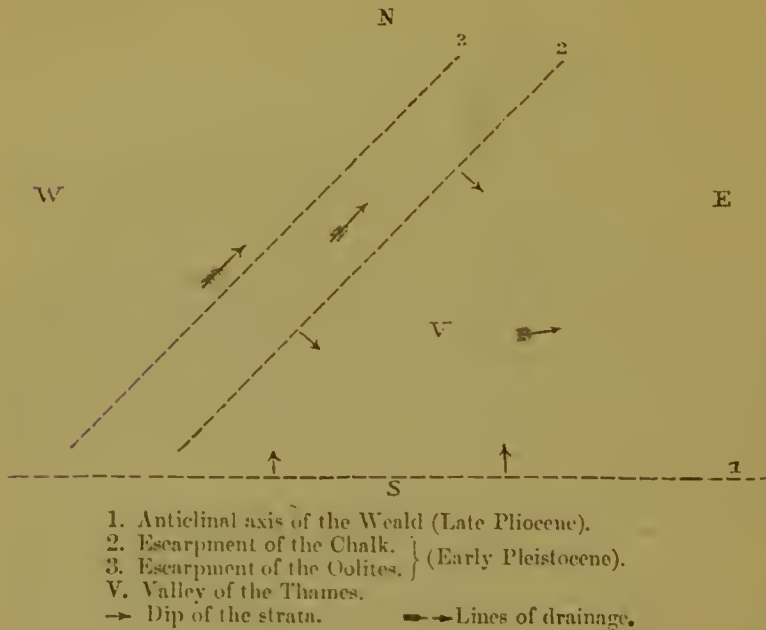 N
3 2
W
E
V
1
S
1. Anticlinal axis of the Weald (Late Pliocene).
2. Escarpment of the Chalk. } (Early Pleistocene).
3. Escarpment of the Oolites.
V. Valley of the Thames.
→ Dip of the strata. → Lines of drainage.